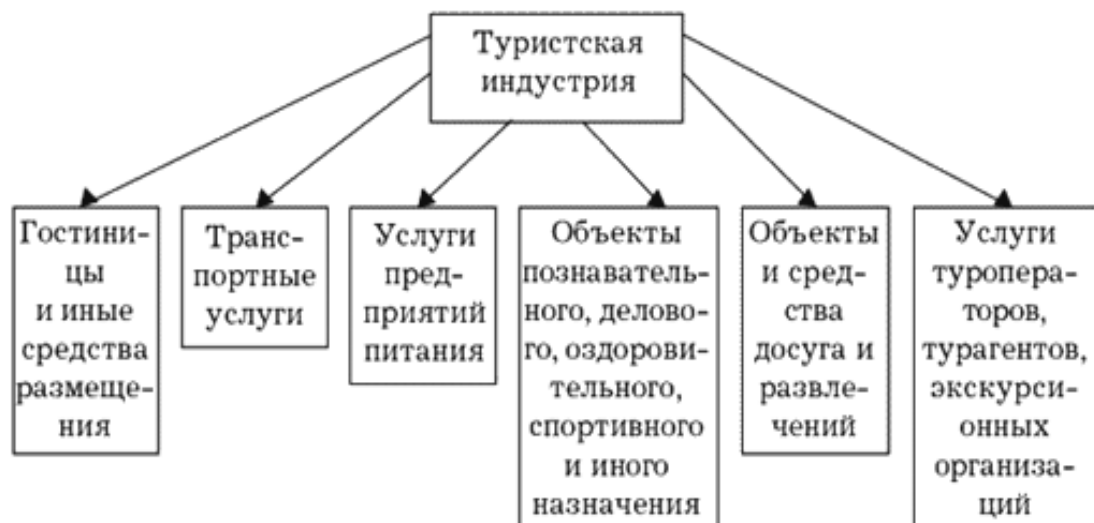 Туристская
индустрия
Гостини-
цы
и иные
средства
размеще-
ния
Транс-
портные
услуги
Услуги
пред-
приятий
питания
Объекты
познаватель-
ного, делово-
го, оздорови-
тельного,
спортивного
и иного
назначения
Объекты
и сред-
ства
досуга и
развле-
чений
Услуги
туропера-
торов,
турагентов,
экскурси-
онных
организа-
ций